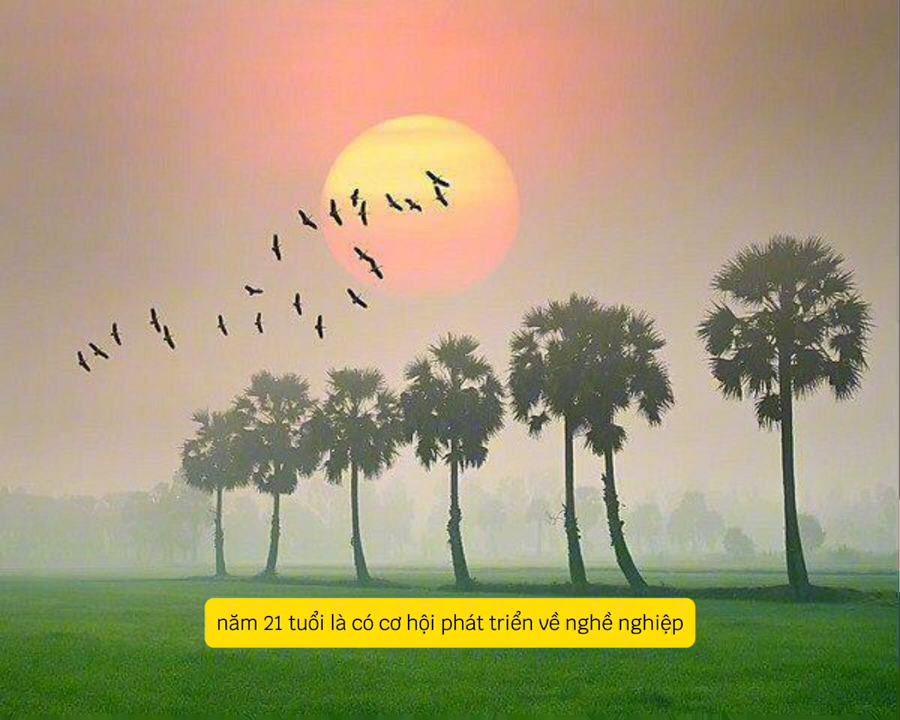 năm 21 tuổi là có cơ hội phát triển về nghề nghiệp